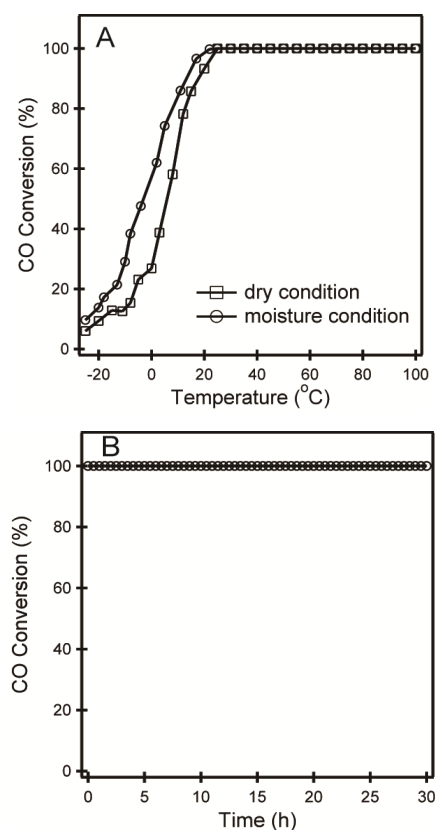 A
100
80
60
40
20
0
CO Conversion (%)
dry condition
moisture condition
-20 0 20 40 60 80 100
Temperature (°C)
B
100
80
60
40
20
0
CO Conversion (%)
0 5 10 15 20 25 30
Time (h)